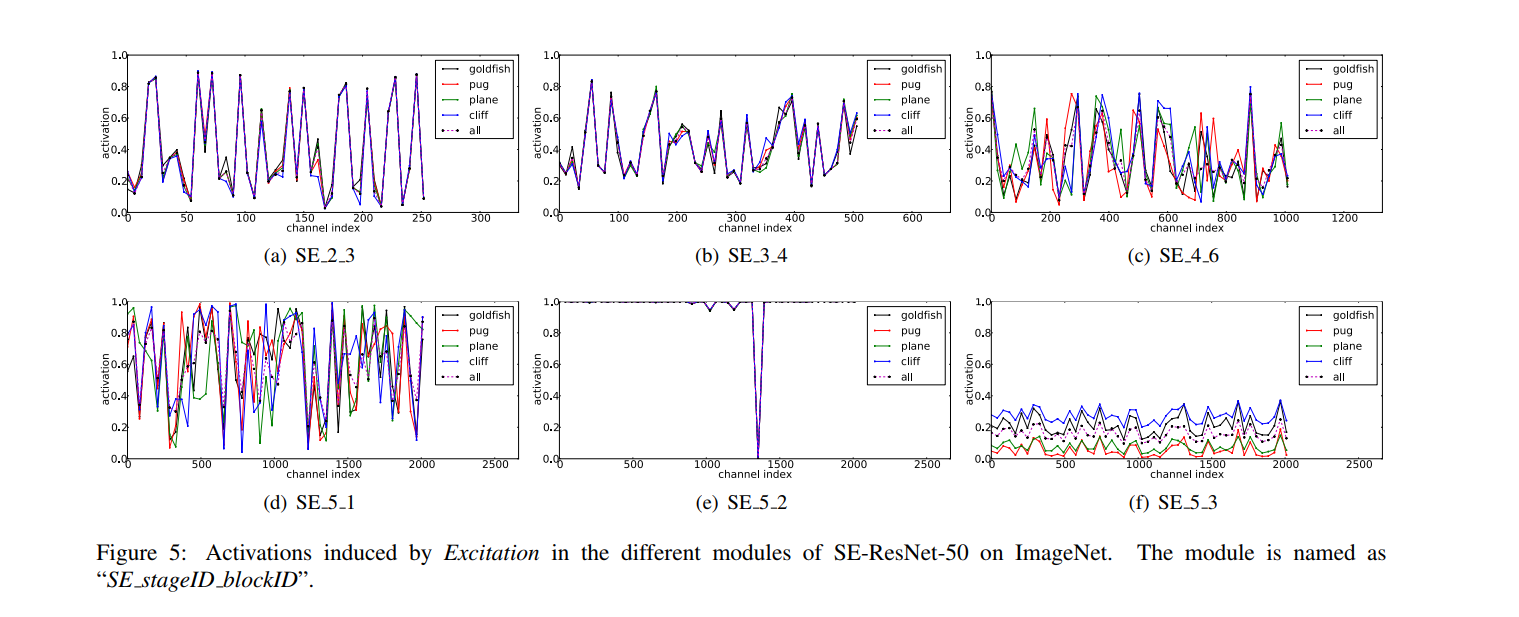 1.0
0.8
0.6
0.4
0.2
0.0
activation
0 50 100 150 200 250 300
channel index
goldfish
pug
plane
cliff
all
(a) SE_2_3
1.0
0.8
0.6
0.4
0.2
0.0
activation
0 100 200 300 400 500 600
channel index
goldfish
pug
plane
cliff
all
(b) SE_3_4
1.0
0.8
0.6
0.4
0.2
0.0
activation
0 200 400 600 800 1000 1200
channel index
goldfish
pug
plane
cliff
all
(c) SE_4_6
1.0
0.8
0.6
0.4
0.2
0.0
activation
0 500 1000 1500 2000 2500
channel index
goldfish
pug
plane
cliff
all
(d) SE_5_1
1.0
0.8
0.6
0.4
0.2
0.0
activation
0 500 1000 1500 2000 2500
channel index
goldfish
pug
plane
cliff
all
(e) SE_5_2
1.0
0.8
0.6
0.4
0.2
0.0
activation
0 500 1000 1500 2000 2500
channel index
goldfish
pug
plane
cliff
all
(f) SE_5_3
Figure 5: Activations induced by Excitation in the different modules of SE-ResNet-50 on ImageNet. The module is named as
“SE_stageID_blockID”.